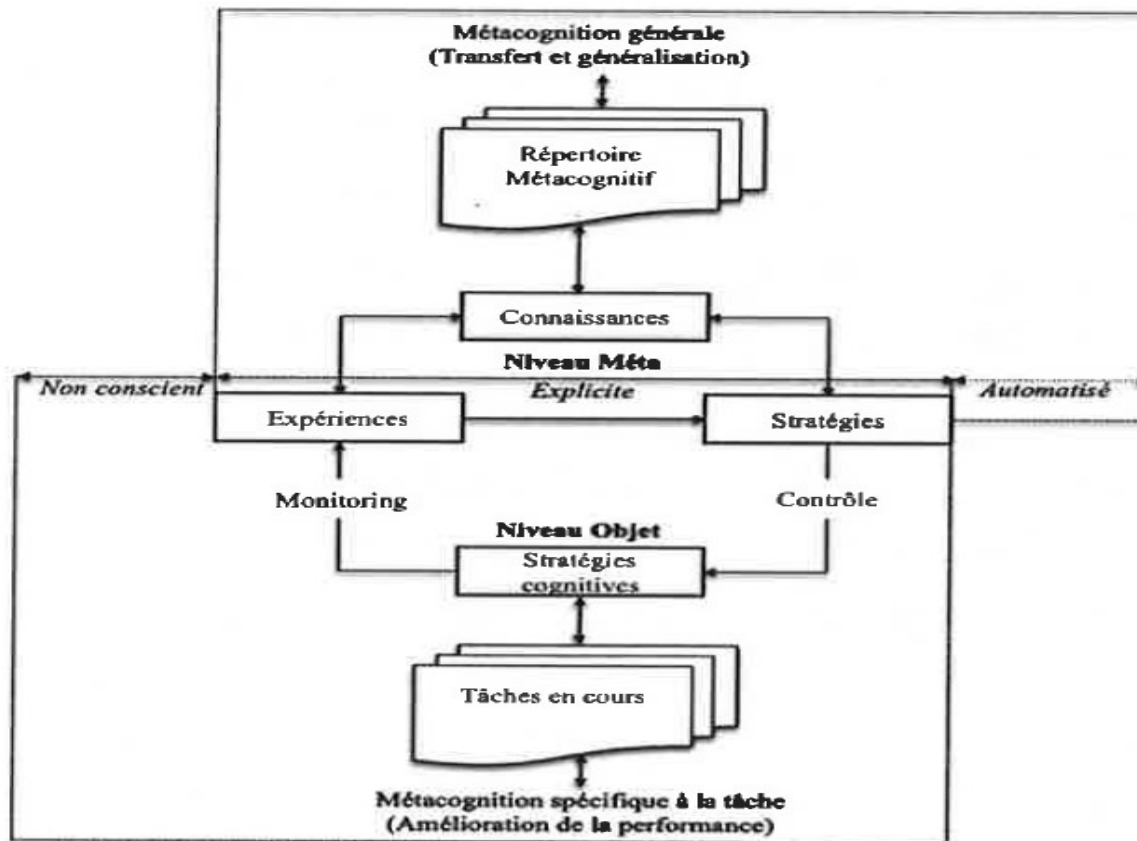 Métacognition générale
(Transfert et généralisation)
Répertoire
Métacognitif
Connaissances
Niveau Méta
Non conscient
Explicite
Automatisé
Expériences
Stratégies
Monitoring
Contrôle
Niveau Objet
Stratégies
cognitives
Tâches en cours
Métacognition spécifique à la tâche
(Amélioration de la performance)